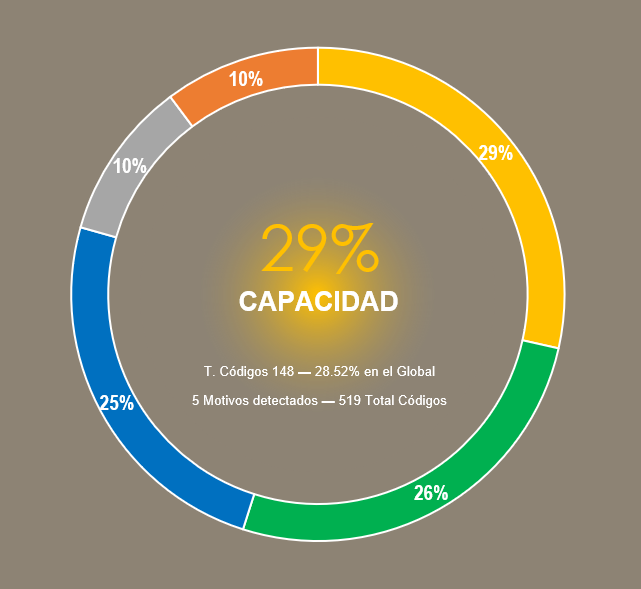 10%
29%
10%
29%
CAPACIDAD
T. Códigos 148 — 28.52% en el Global
5 Motivos detectados — 519 Total Códigos
25%
26%